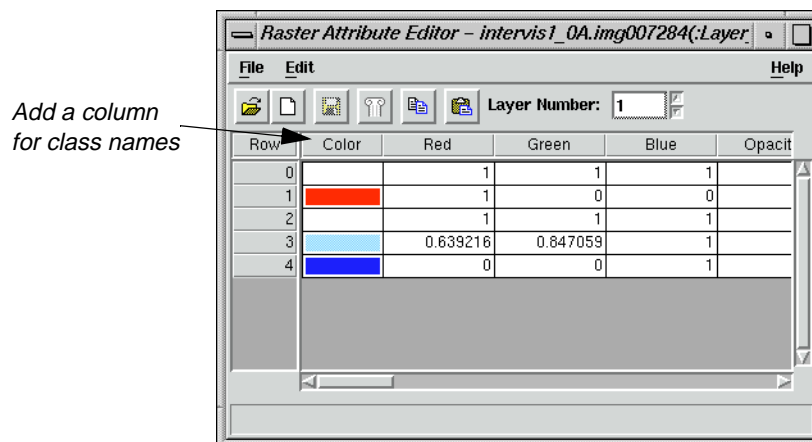 Raster Attribute Editor – intervis1_0A.img007284(:Layer_
File Edit Help
Layer Number: 1
Add a column
for class names
Row Color Red Green Blue Opacit
0 1 1 1
1 1 0 0
2 1 1 1
3 0.639216 0.847059 1
4 0 0 1